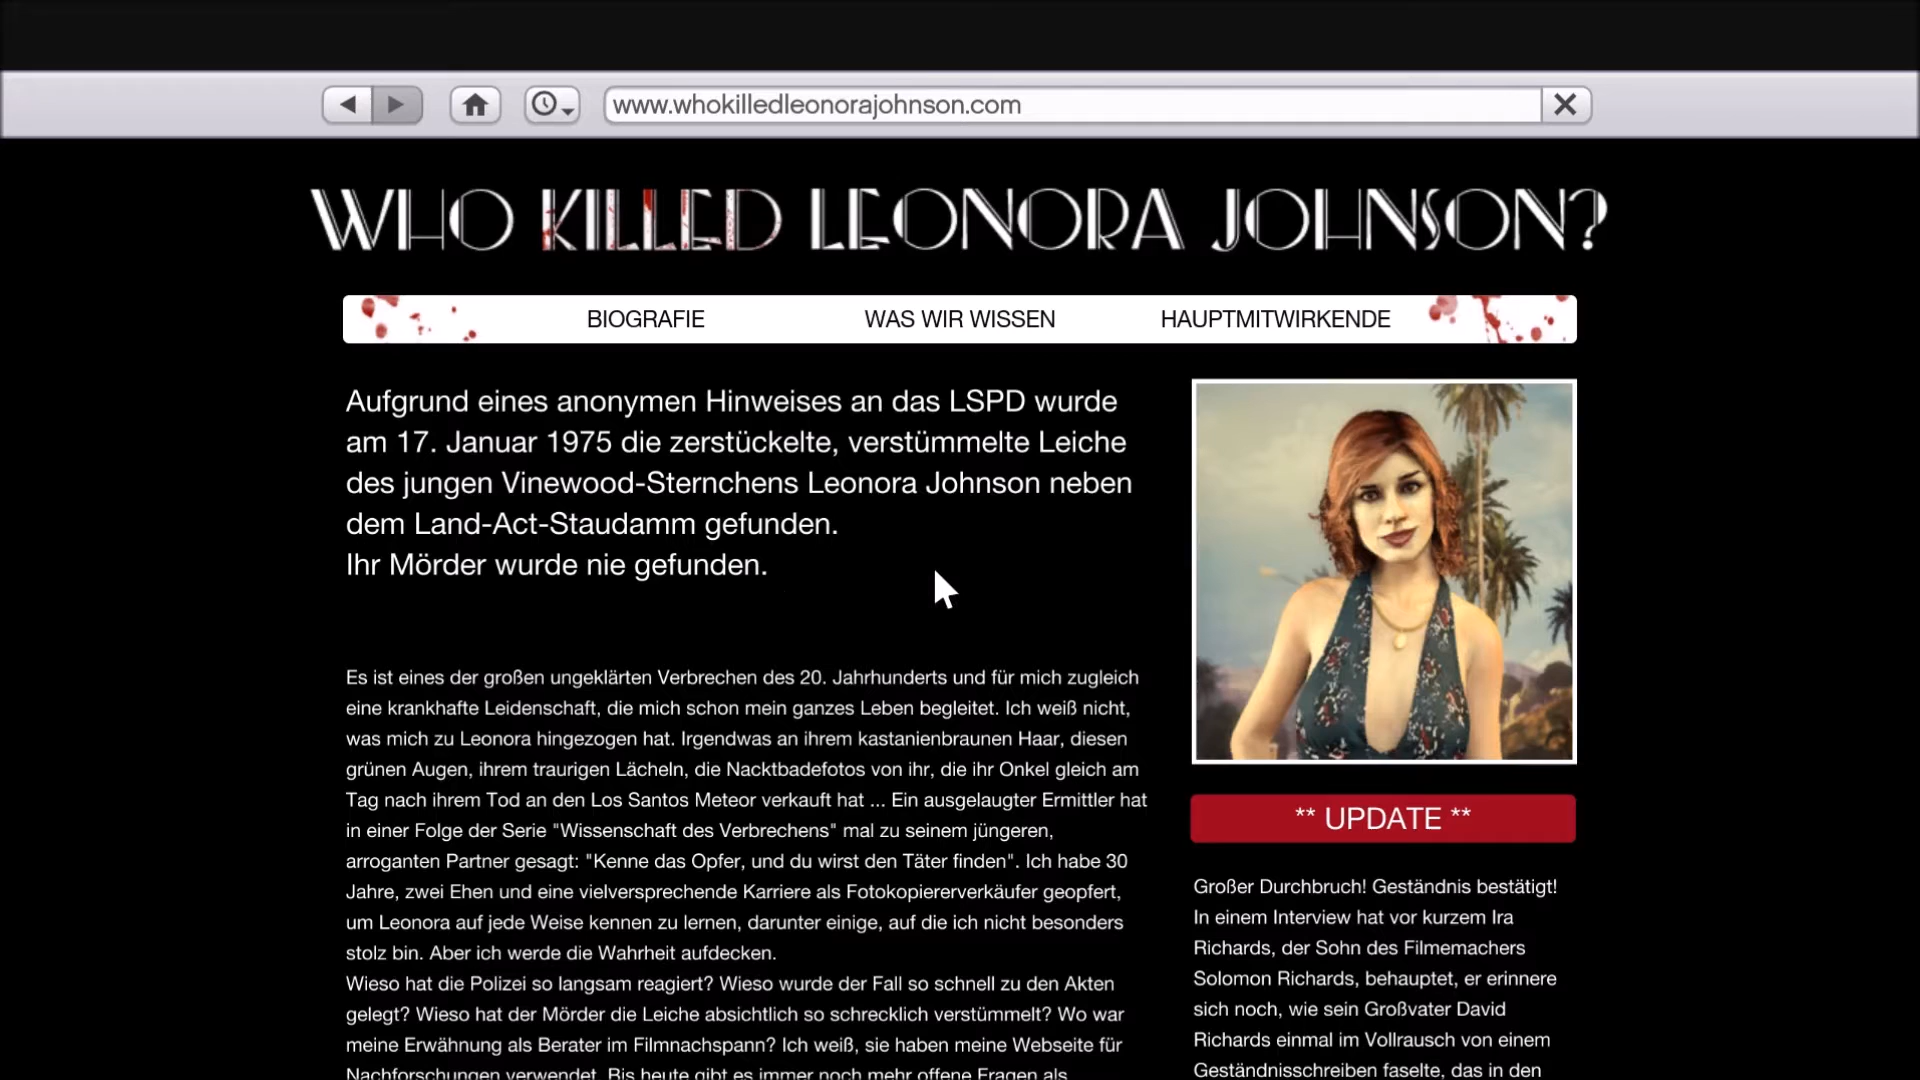 www.whokilledleonorajohnson.com
WHO KILLED LEONORA JOHNSON?
BIOGRAFIE
WAS WIR WISSEN
HAUPTMITWIRKENDE
Aufgrund eines anonymen Hinweises an das LSPD wurde
am 17. Januar 1975 die zerstückelte, verstümmelte Leiche
des jungen Vinewood-Sternchens Leonora Johnson neben
dem Land-Act-Staudamm gefunden.
Ihr Mörder wurde nie gefunden.
Es ist eines der großen ungeklärten Verbrechen des 20. Jahrhunderts und für mich zugleich
eine krankhafte Leidenschaft, die mich schon mein ganzes Leben begleitet. Ich weiß nicht,
was mich zu Leonora hingezogen hat. Irgendwas an ihrem kastanienbraunen Haar, diesen
grünen Augen, ihrem traurigen Lächeln, die Nacktbadefotos von ihr, die ihr Onkel gleich am
Tag nach ihrem Tod an den Los Santos Meteor verkauft hat ... Ein ausgelaugter Ermittler hat
in einer Folge der Serie "Wissenschaft des Verbrechens" mal zu seinem jüngeren,
arroganten Partner gesagt: "Kenne das Opfer, und du wirst den Täter finden". Ich habe 30
Jahre, zwei Ehen und eine vielversprechende Karriere als Fotokopiererverkäufer geopfert,
um Leonora auf jede Weise kennen zu lernen, darunter einige, auf die ich nicht besonders
stolz bin. Aber ich werde die Wahrheit aufdecken.
Wieso hat die Polizei so langsam reagiert? Wieso wurde der Fall so schnell zu den Akten
gelegt? Wieso hat der Mörder die Leiche absichtlich so schrecklich verstümmelt? Wo war
meine Erwähnung als Berater im Filmnachspann? Ich weiß, sie haben meine Webseite für
Nachforschungen verwendet. Bis heute gibt es immer noch mehr offene Fragen als
** UPDATE **
Großer Durchbruch! Geständnis bestätigt!
In einem Interview hat vor kurzem Ira
Richards, der Sohn des Filmemachers
Solomon Richards, behauptet, er erinnere
sich noch, wie sein Großvater David
Richards einmal im Vollrausch von einem
Geständnisschreiben faselte, das in den